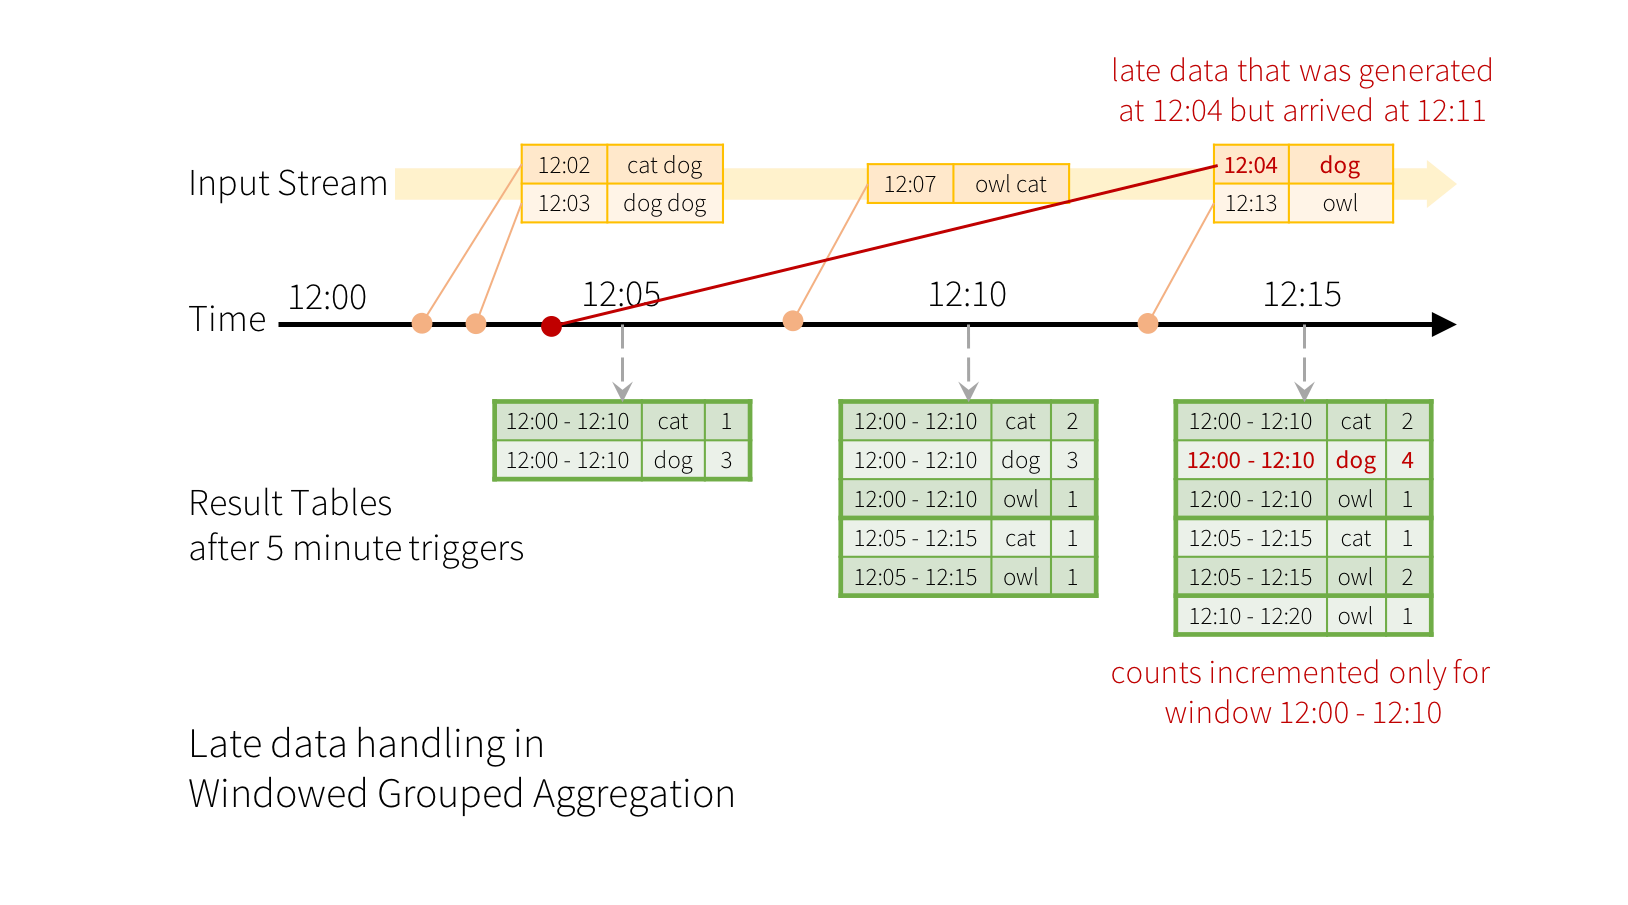 late data that was generated
at 12:04 but arrived at 12:11
Input Stream
12:02 cat dog
12:03 dog dog
12:07 owl cat
12:04 dog
12:13 owl
Time
12:00
12:05
12:10
12:15
12:00 - 12:10 cat 1
12:00 - 12:10 dog 3
12:00 - 12:10 cat 2
12:00 - 12:10 dog 3
12:00 - 12:10 owl 1
12:05 - 12:15 cat 1
12:05 - 12:15 owl 1
12:00 - 12:10 cat 2
12:00 - 12:10 dog 4
12:00 - 12:10 owl 1
12:05 - 12:15 cat 1
12:05 - 12:15 owl 2
12:10 - 12:20 owl 1
Result Tables
after 5 minute triggers
counts incremented only for
window 12:00 - 12:10
Late data handling in
Windowed Grouped Aggregation